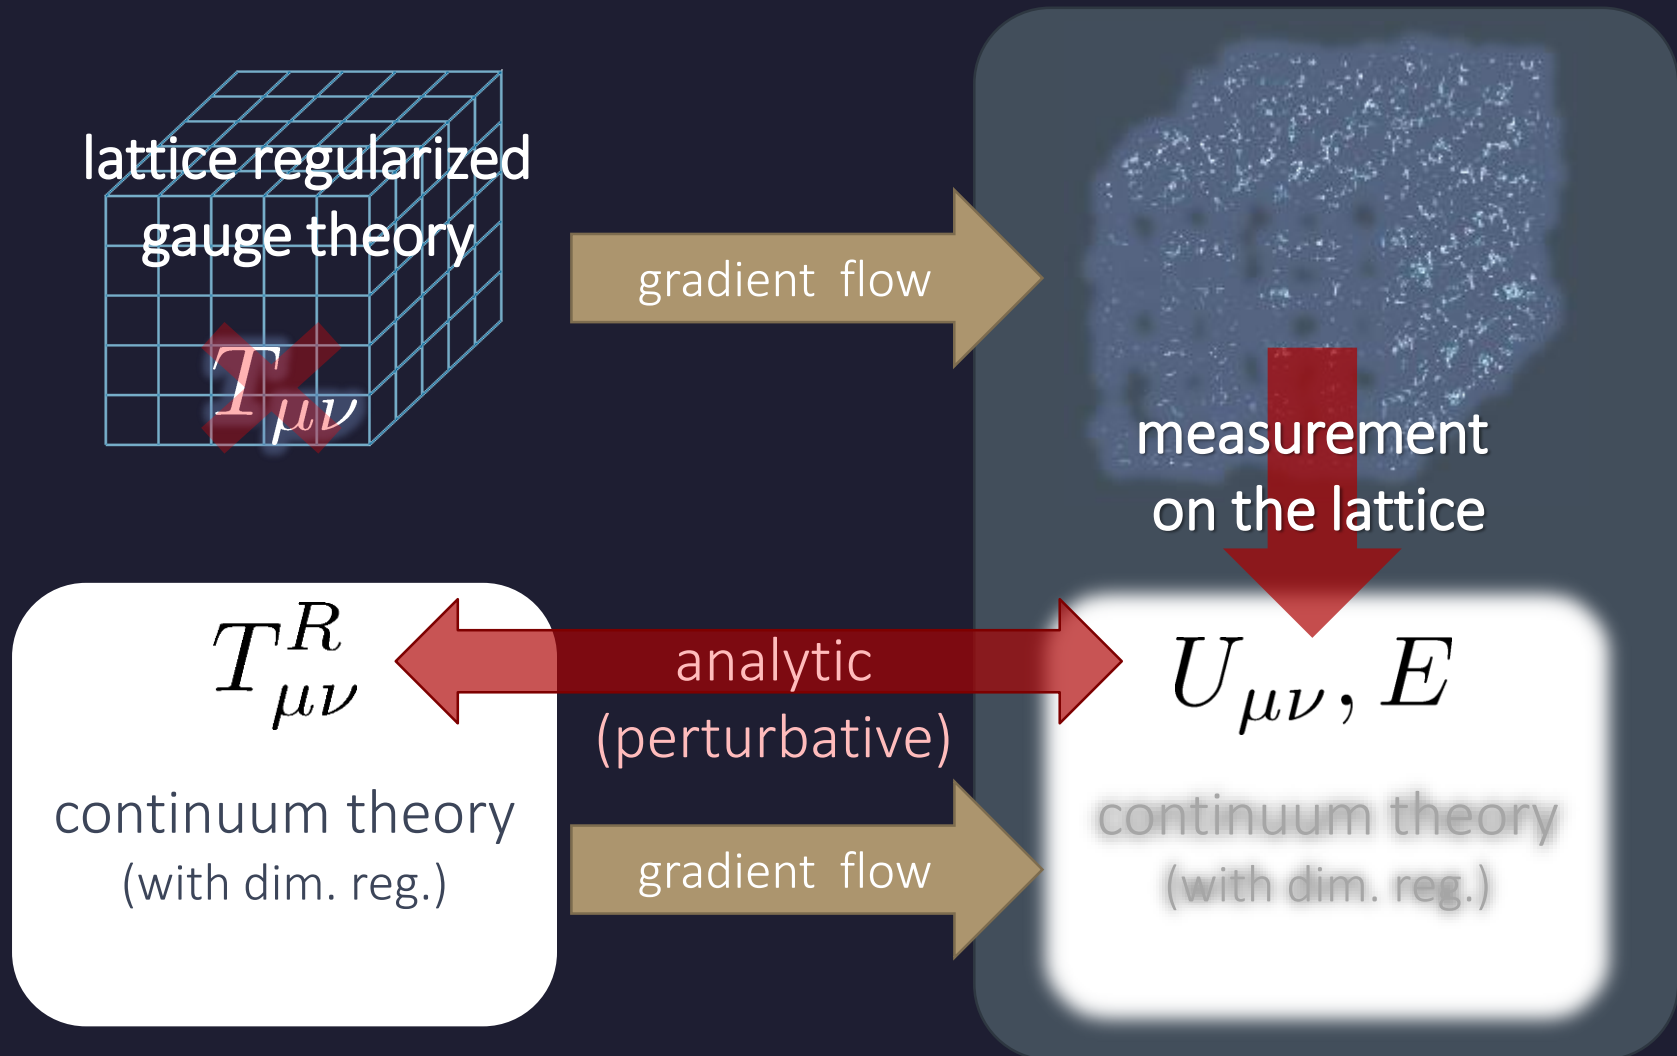 lattice regularized
gauge theory
T_{μν}
gradient flow
measurement
on the lattice
T^R_{μν}
analytic
(perturbative)
U_{μν}, E
continuum theory
(with dim. reg.)
gradient flow
continuum theory
(with dim. reg.)